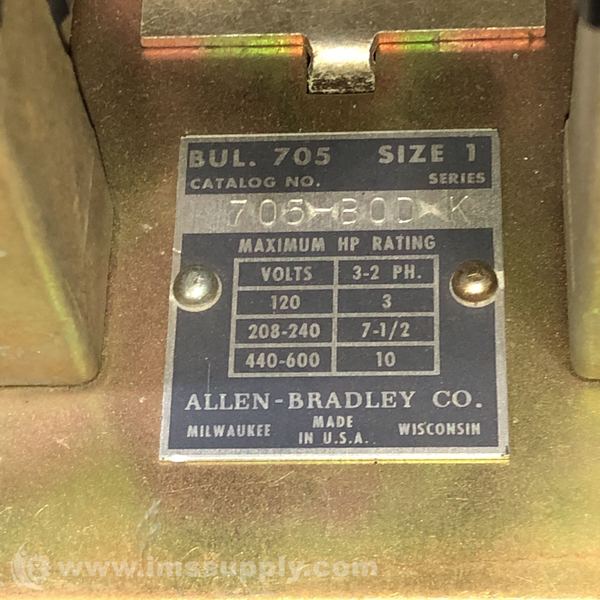 BUL. 705 SIZE 1
CATALOG NO. SERIES
705-BOD K
MAXIMUM HP RATING
VOLTS 3-2 PH.
120 3
208-240 7-1/2
440-600 10
ALLEN-BRADLEY CO.
MILWAUKEE MADE IN U.S.A. WISCONSIN
www.imssupply.com